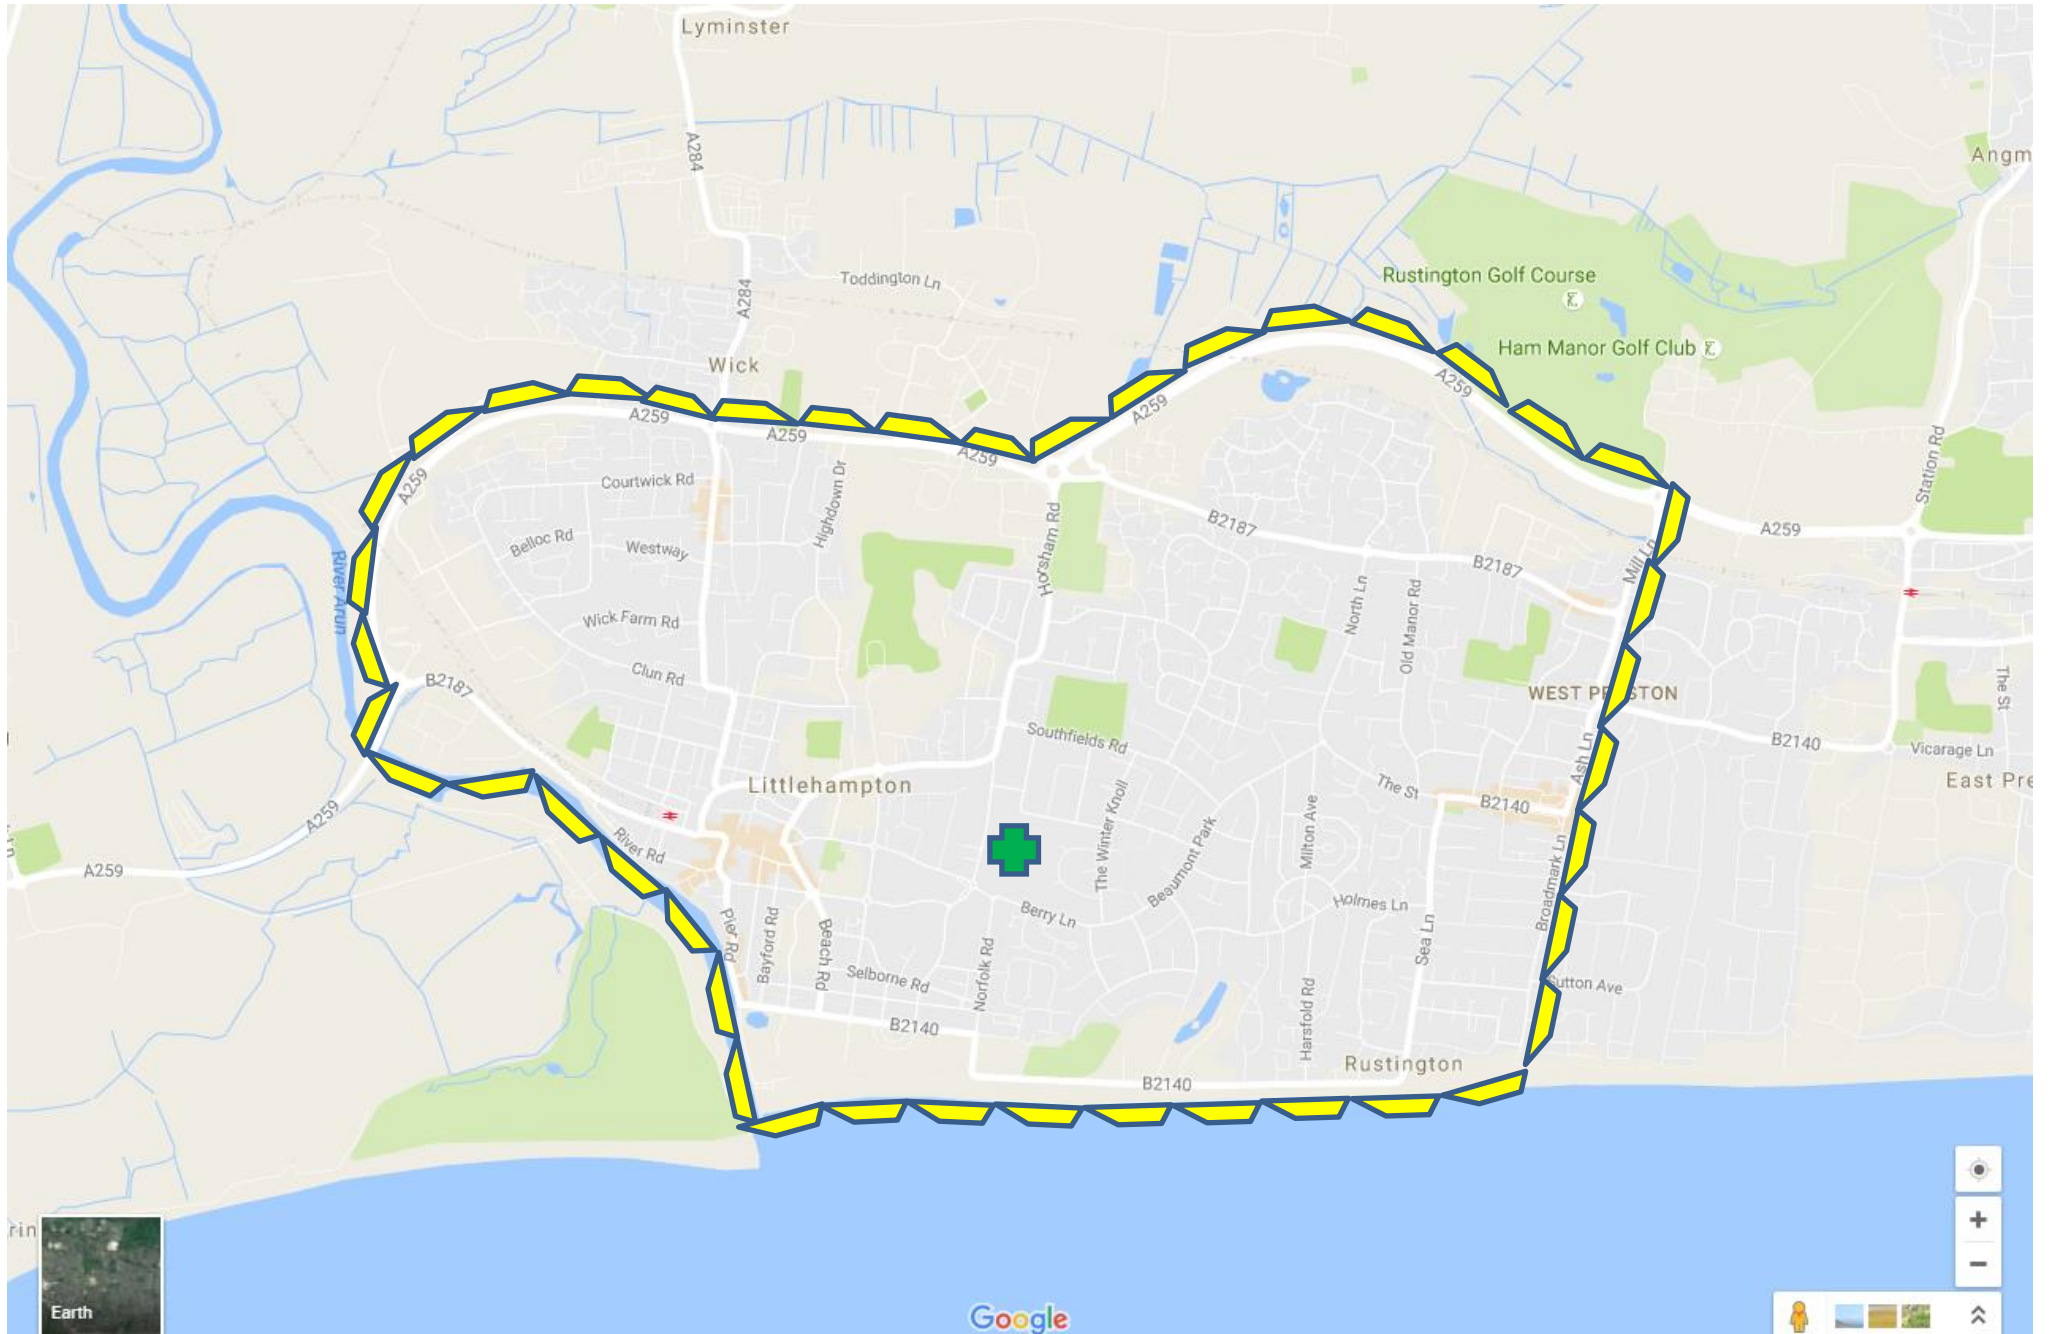 Lyminster
A284
Angm
Toddington Ln
A284
Rustington Golf Course
Ham Manor Golf Club
Wick
A259
A259
A259
A259
A259
A259
Courtwick Rd
Highdown Dr
Belloc Rd
Westway
Horsham Rd
B2187
B2187
Mill Ln
A259
Station Rd
River Arun
Wick Farm Rd
North Ln
Old Manor Rd
Clun Rd
B2187
WEST PR STON
The St
Southfields Rd
B2140
Vicarage Ln
Ash Ln
East Pre
Littlehampton
The St
B2140
A259
River Rd
The Winter Knoll
Beaumont Park
Milton Ave
A259
Broadmark Ln
Holmes Ln
Berry Ln
Pier Rd
Bayford Rd
Beach Rd
Sea Ln
Selborne Rd
Norfolk Rd
Harsfold Rd
Sutton Ave
B2140
Rustington
B2140
rin
Earth
Google